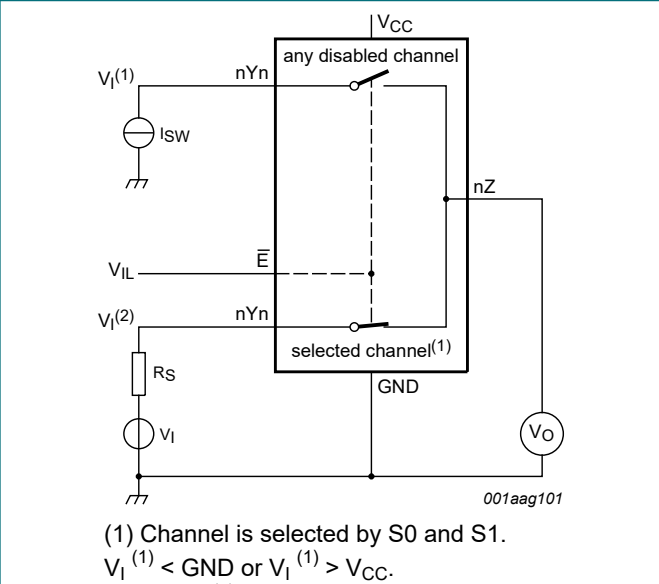 VCC
any disabled channel
VI(1)
nYn
ISW
nZ
E̅
VIL
VI(2)
nYn
selected channel(1)
RS
GND
VI
VO
001aag101
(1) Channel is selected by S0 and S1.
VI (1) < GND or VI (1) > VCC.